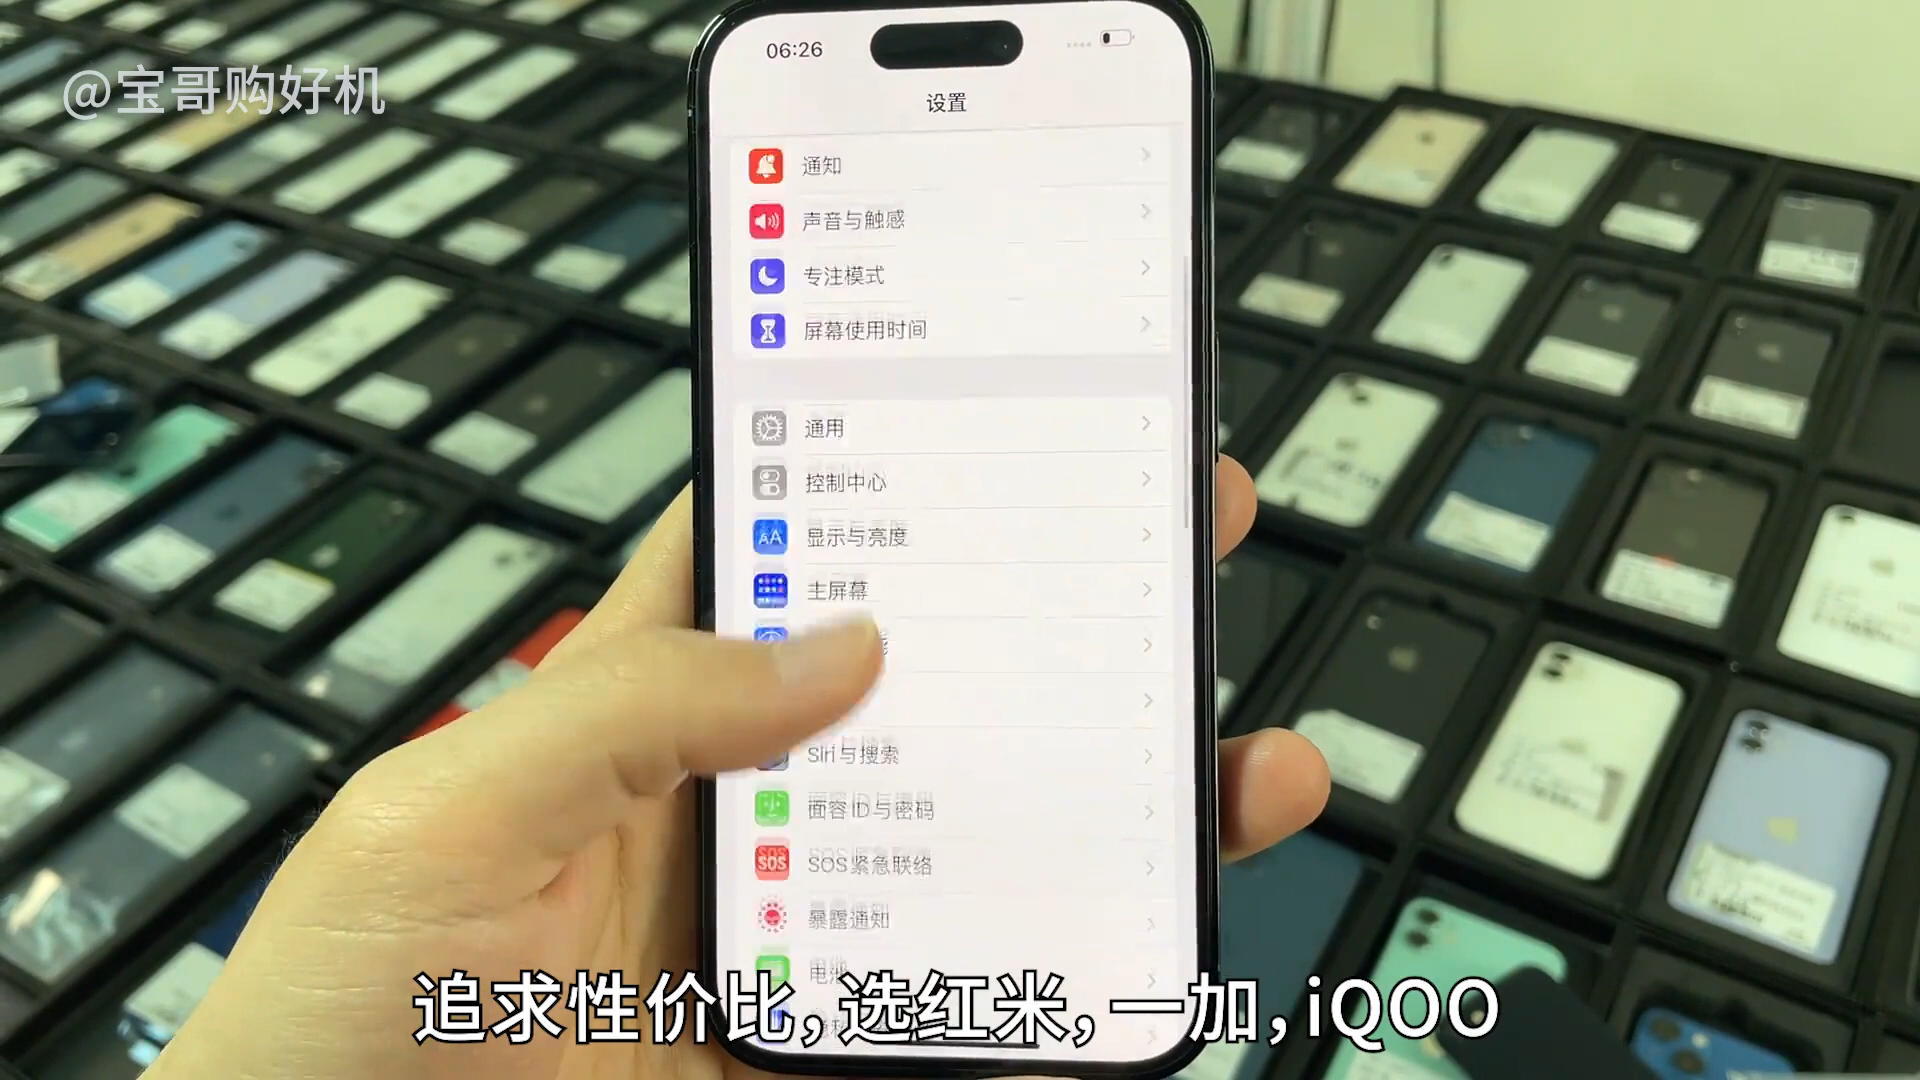 06:26
@宝哥购好机
设置
通知
声音与触感
专注模式
屏幕使用时间
通用
控制中心
显示与亮度
AA
主屏幕
Siri与搜索
面容ID与密码
SOS
SOS紧急联络
暴露通知
电池
追求性价比,选红米,一加,iQOO